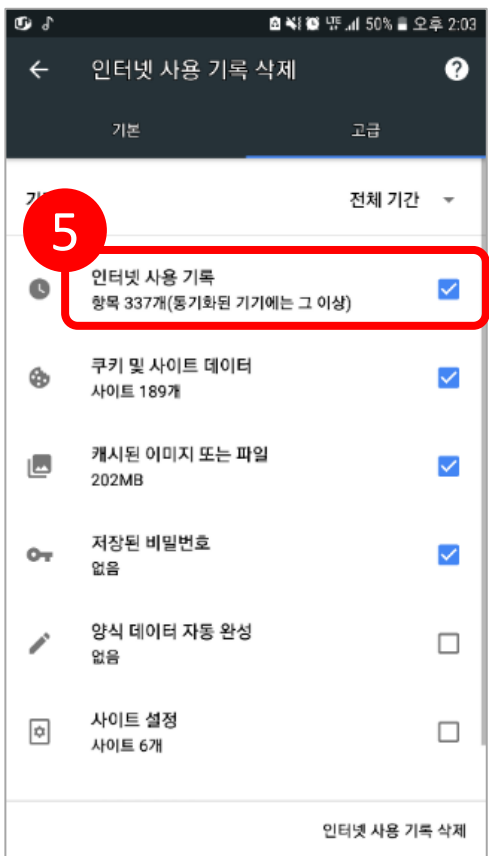 LTE 50% 오후 2:03
인터넷 사용 기록 삭제 ?
기본 고급
전체 기간
5
인터넷 사용 기록
항목 337개(동기화된 기기에는 그 이상)
쿠키 및 사이트 데이터
사이트 189개
캐시된 이미지 또는 파일
202MB
저장된 비밀번호
없음
양식 데이터 자동 완성
없음
사이트 설정
사이트 6개
인터넷 사용 기록 삭제